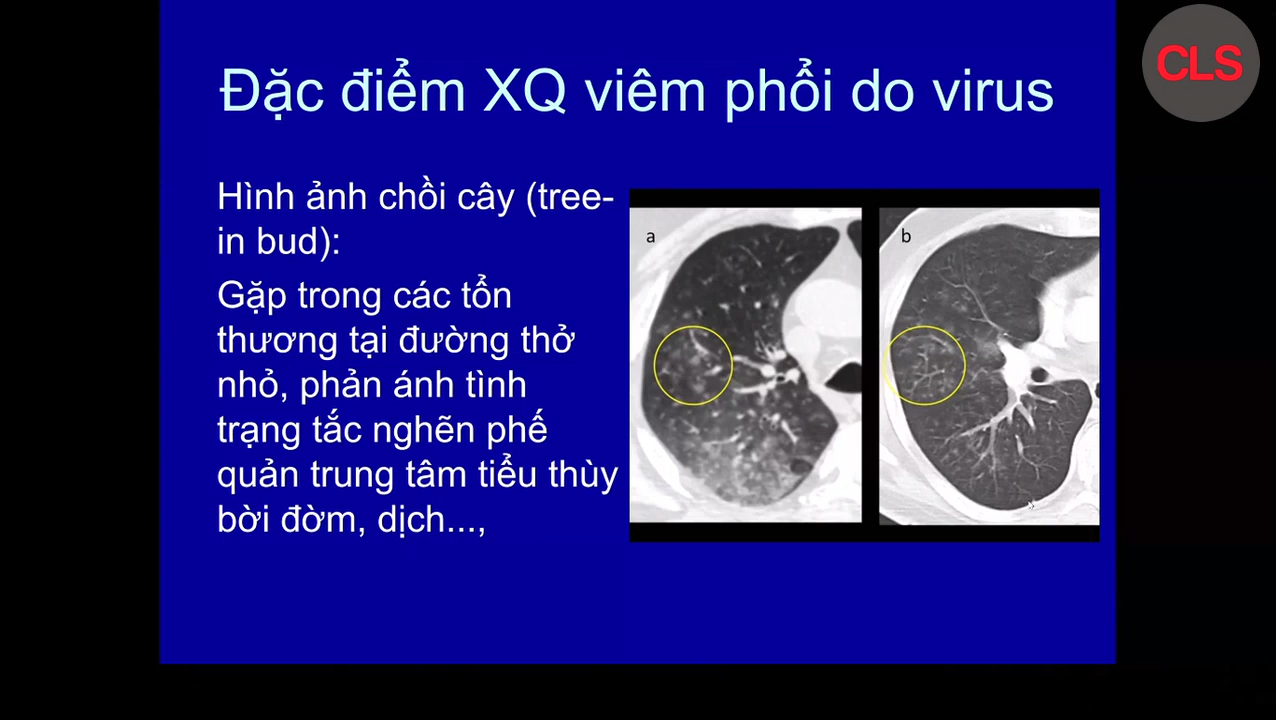 CLS
Đặc điểm XQ viêm phổi do virus
Hình ảnh chồi cây (tree-
in bud):
Gặp trong các tổn
thương tại đường thở
nhỏ, phản ánh tình
trạng tắc nghẽn phế
quản trung tâm tiểu thùy
bời đờm, dịch...,
a
b